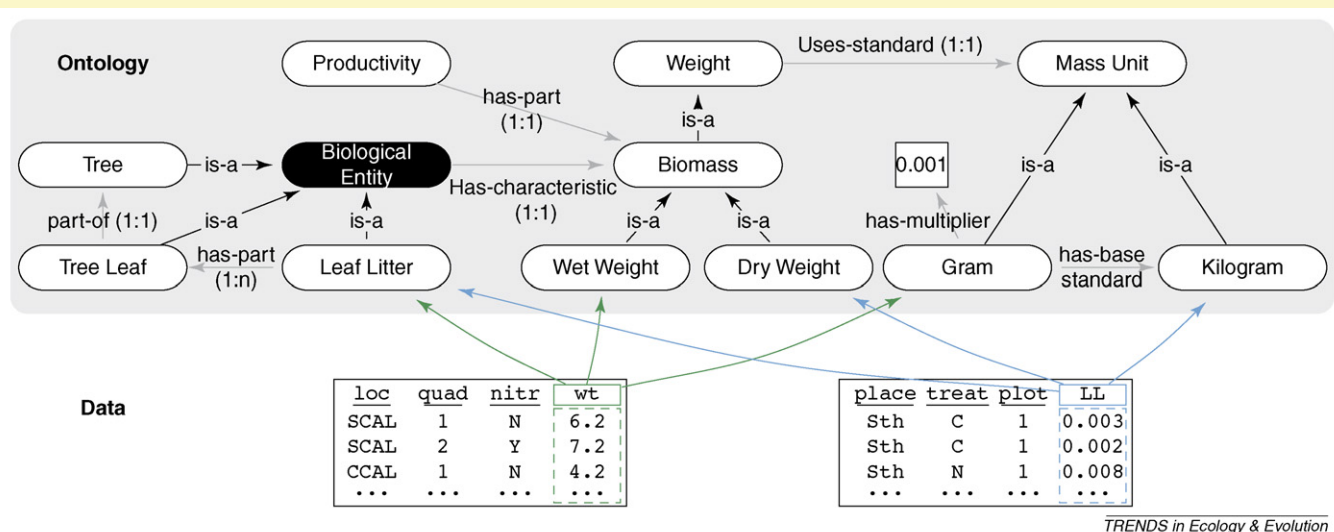 Ontology
Productivity
Weight
Uses-standard (1:1)
Mass Unit
has-part
(1:1)
is-a
Tree
is-a
Biological
Entity
Has-characteristic
(1:1)
Biomass
0.001
is-a
is-a
part-of (1:1)
is-a
is-a
is-a
is-a
has-multiplier
Tree Leaf
has-part
(1:n)
Leaf Litter
Wet Weight
Dry Weight
Gram
has-base
standard
Kilogram
Data
loc quad nitr wt
SCAL 1 N 6.2
SCAL 2 Y 7.2
CCAL 1 N 4.2
... ... ... ...
place treat plot LL
Sth C 1 0.003
Sth C 1 0.002
Sth N 1 0.008
... ... ... ...
TRENDS in Ecology & Evolution